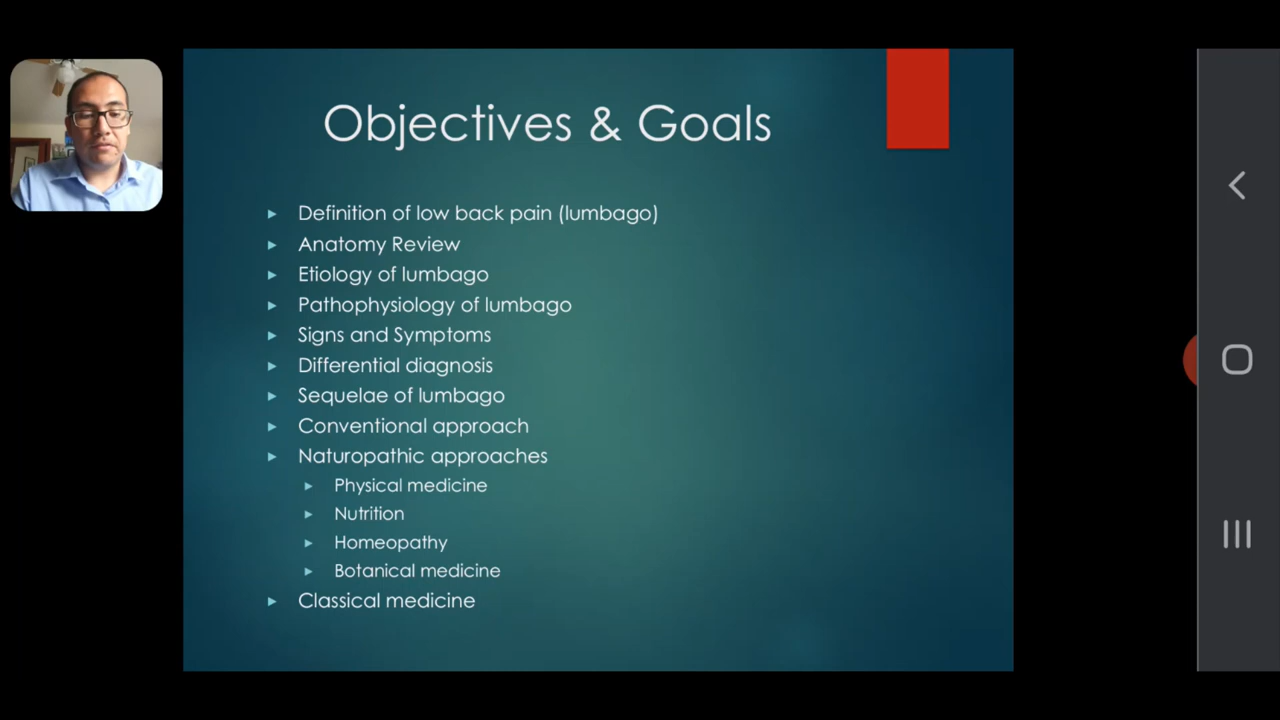 Objectives & Goals
Definition of low back pain (lumbago)
Anatomy Review
Etiology of lumbago
Pathophysiology of lumbago
Signs and Symptoms
Differential diagnosis
Sequelae of lumbago
Conventional approach
Naturopathic approaches
Physical medicine
Nutrition
Homeopathy
Botanical medicine
Classical medicine